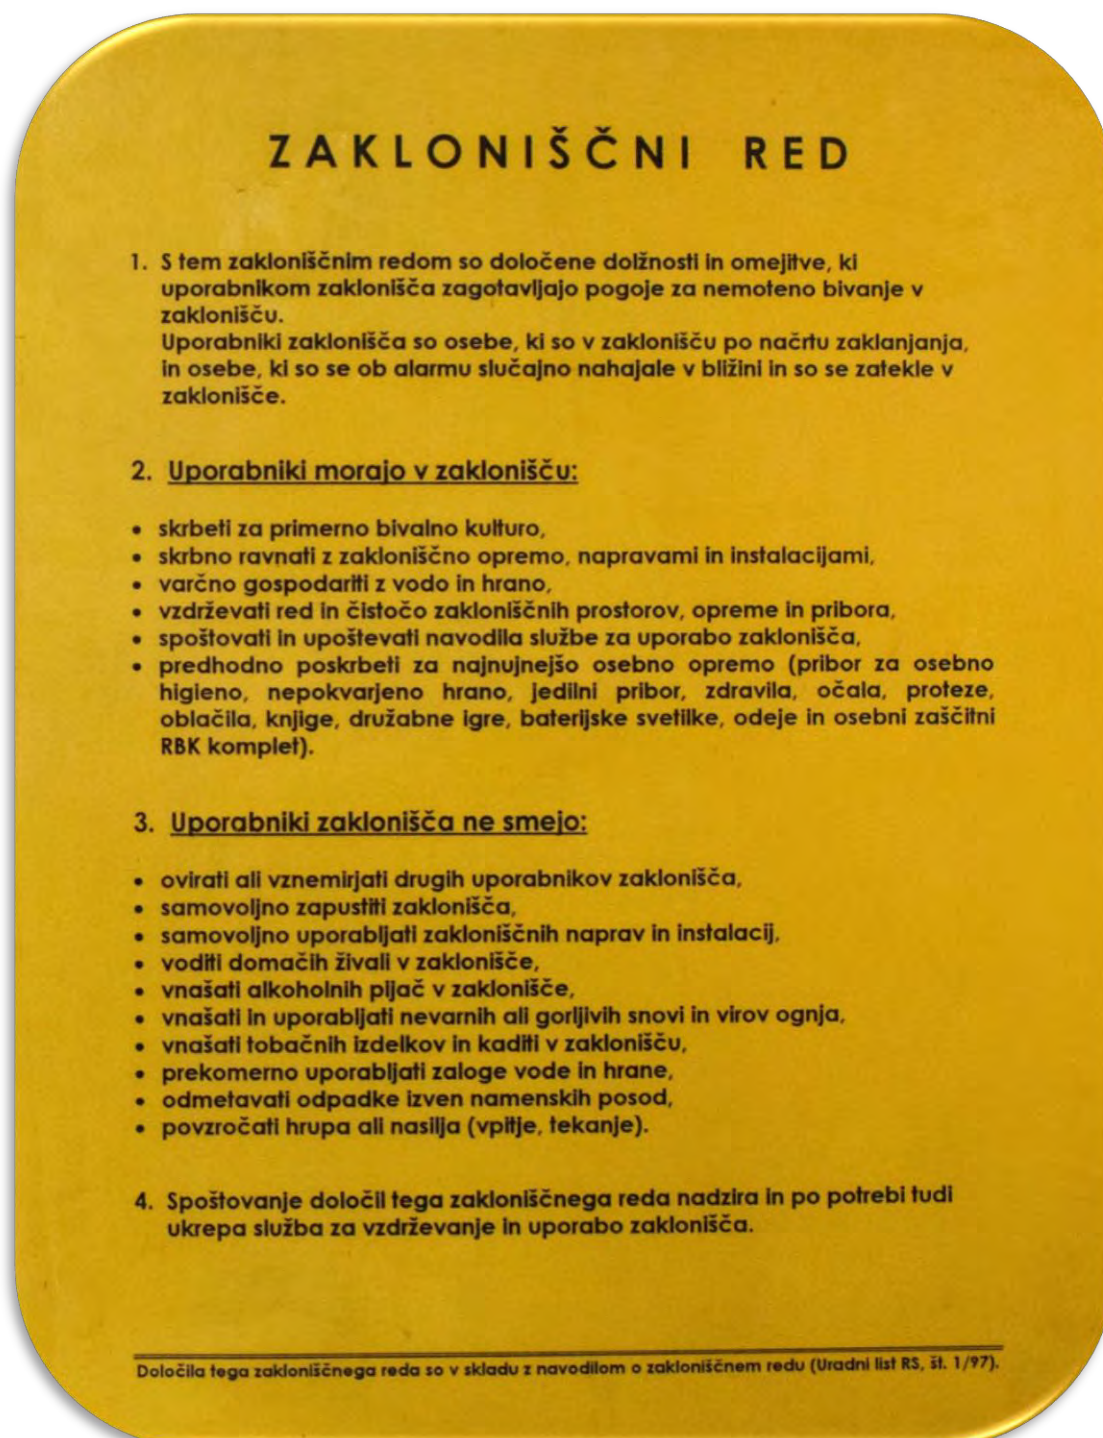 ZAKLONIŠČNI RED
1. S tem zakloniščnim redom so določene dolžnosti in omejitve, ki
uporabnikom zaklonišča zagotavljajo pogoje za nemoteno bivanje v
zaklonišču.
Uporabniki zaklonišča so osebe, ki so v zaklonišču po načrtu zaklanjanja,
in osebe, ki so se ob alarmu slučajno nahajale v bližini in so se zatekle v
zaklonišče.
2. Uporabniki morajo v zaklonišču:
• skrbeti za primerno bivalno kulturo,
• skrbno ravnati z zakloniščno opremo, napravami in instalacijami,
• varčno gospodariti z vodo in hrano,
• vzdrževati red in čistočo zakloniščnih prostorov, opreme in pribora,
• spoštovati in upoštevati navodila službe za uporabo zaklonišča,
• predhodno poskrbeti za najnujnejšo osebno opremo (pribor za osebno
higieno, nepokvarjeno hrano, jedilni pribor, zdravila, očala, proteze,
oblačila, knjige, družabne igre, baterijske svetilke, odeje in osebni zaščitni
RBK komplet).
3. Uporabniki zaklonišča ne smejo:
• ovirati ali vznemirjati drugih uporabnikov zaklonišča,
• samovoljno zapustiti zaklonišča,
• samovoljno uporabljati zakloniščnih naprav in instalacij,
• voditi domačih živali v zaklonišče,
• vnašati alkoholnih pijač v zaklonišče,
• vnašati in uporabljati nevarnih ali gorljivih snovi in virov ognja,
• vnašati tobačnih izdelkov in kaditi v zaklonišču,
• prekomerno uporabljati zaloge vode in hrane,
• odmetavati odpadke izven namenskih posod,
• povzročati hrupa ali nasilja (vpitje, tekanje).
4. Spoštovanje določil tega zakloniščnega reda nadzira in po potrebi tudi
ukrepa služba za vzdrževanje in uporabo zaklonišča.
Določila tega zakloniščnega reda so v skladu z navodilom o zakloniščnem redu (Uradni list RS, št. 1/97).